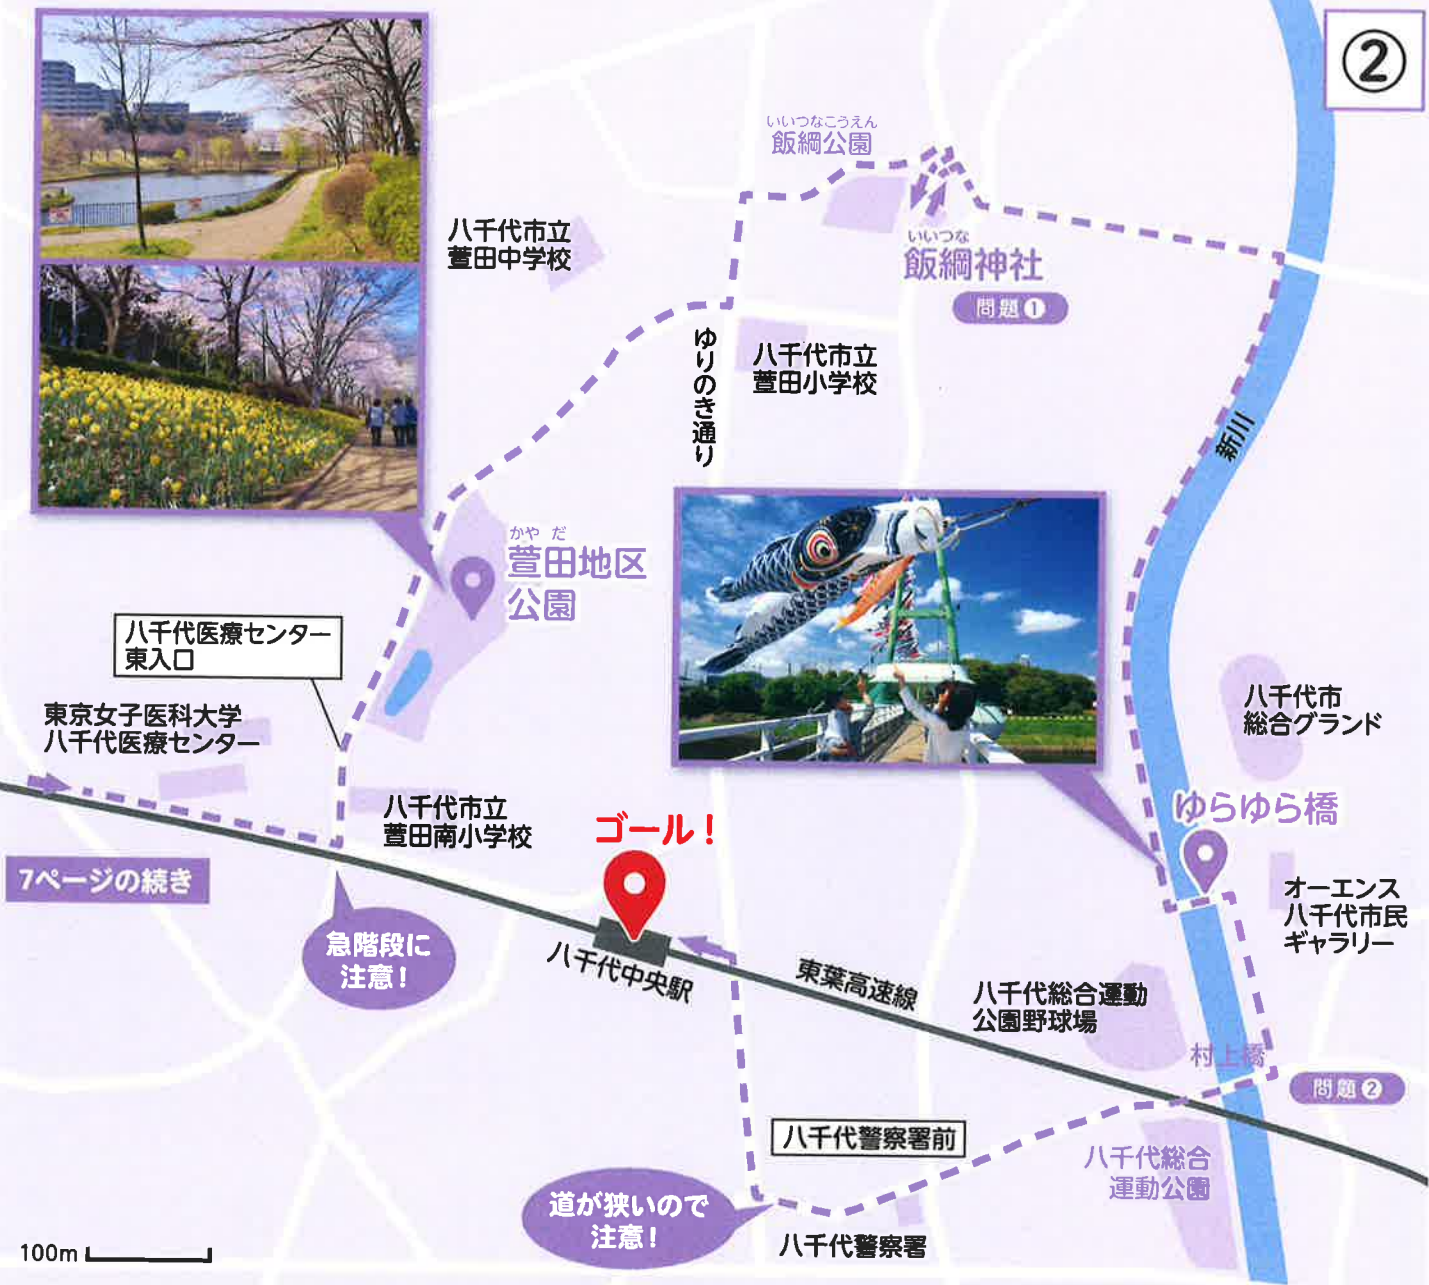 ②
いいつなこうえん
飯綱公園
八千代市立
萱田中学校
いいつな
飯綱神社
問題❶
ゆりのき通り
八千代市立
萱田小学校
新川
かや だ
萱田地区
公園
八千代医療センター
東入口
東京女子医科大学
八千代医療センター
八千代市
総合グランド
ゆらゆら橋
八千代市立
萱田南小学校
ゴール！
7ページの続き
オーエンス
八千代市民
ギャラリー
急階段に
注意！
八千代中央駅
東葉高速線
八千代総合運動
公園野球場
村上橋
問題❷
八千代警察署前
八千代総合
運動公園
道が狭いので
注意！
八千代警察署
100m